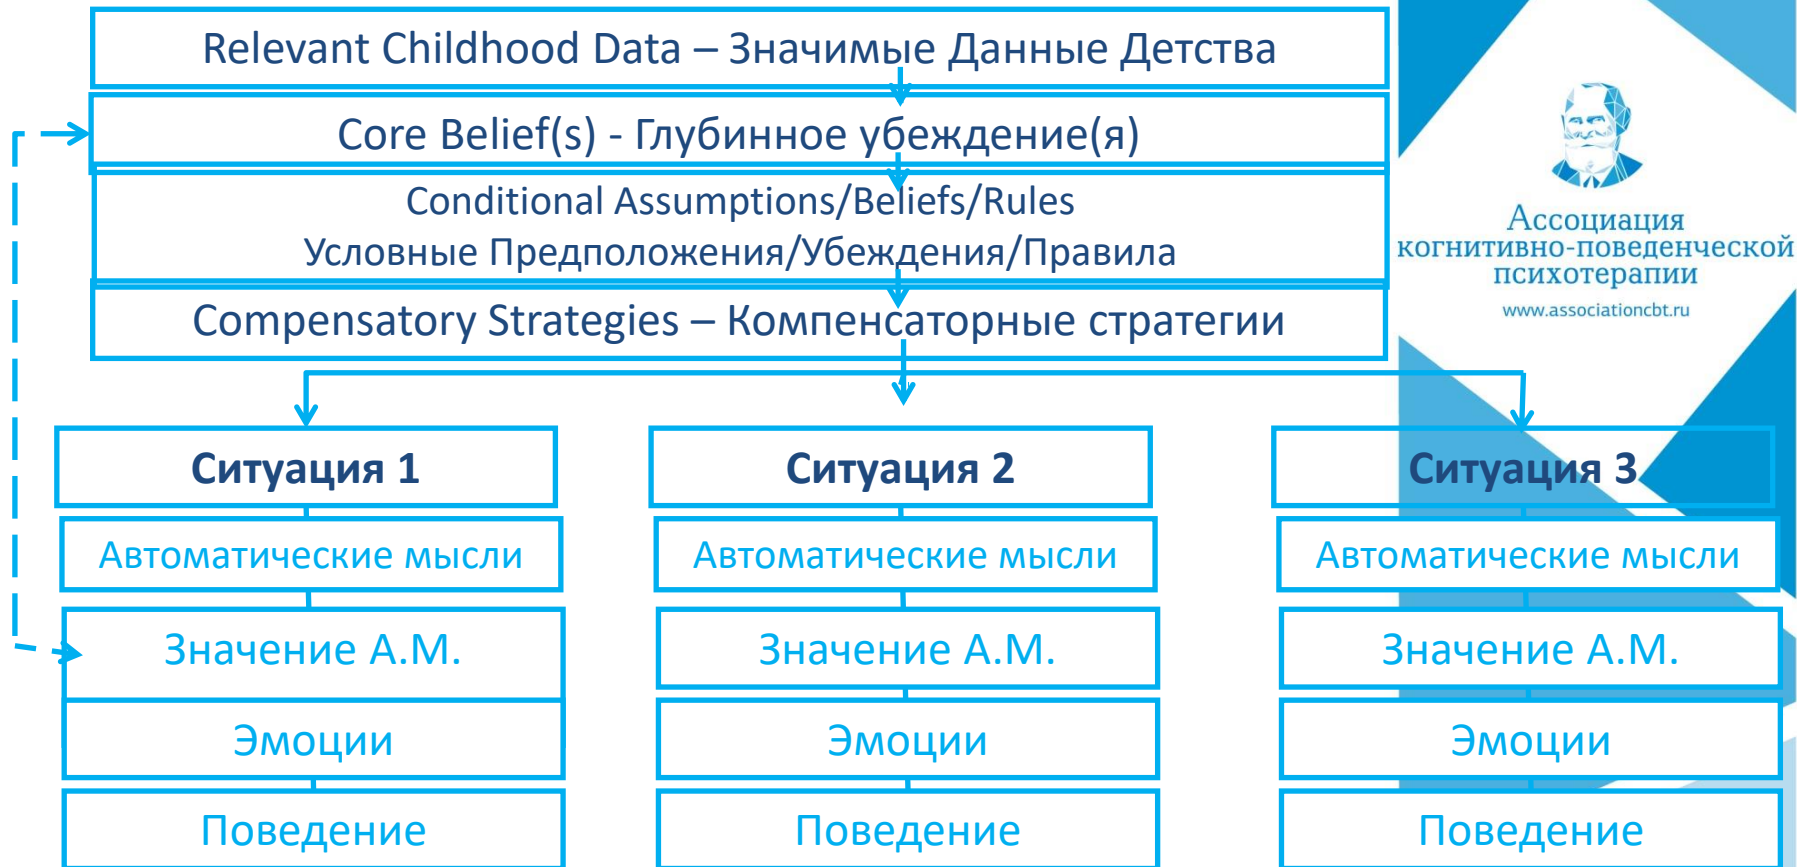 Relevant Childhood Data – Значимые Данные Детства
Core Belief(s) - Глубинное убеждение(я)
Conditional Assumptions/Beliefs/Rules
Условные Предположения/Убеждения/Правила
Compensatory Strategies – Компенсаторные стратегии
Ассоциация
когнитивно-поведенческой
психотерапии
www.associationcbt.ru
Ситуация 1
Автоматические мысли
Значение А.М.
Эмоции
Поведение
Ситуация 2
Автоматические мысли
Значение А.М.
Эмоции
Поведение
Ситуация 3
Автоматические мысли
Значение А.М.
Эмоции
Поведение